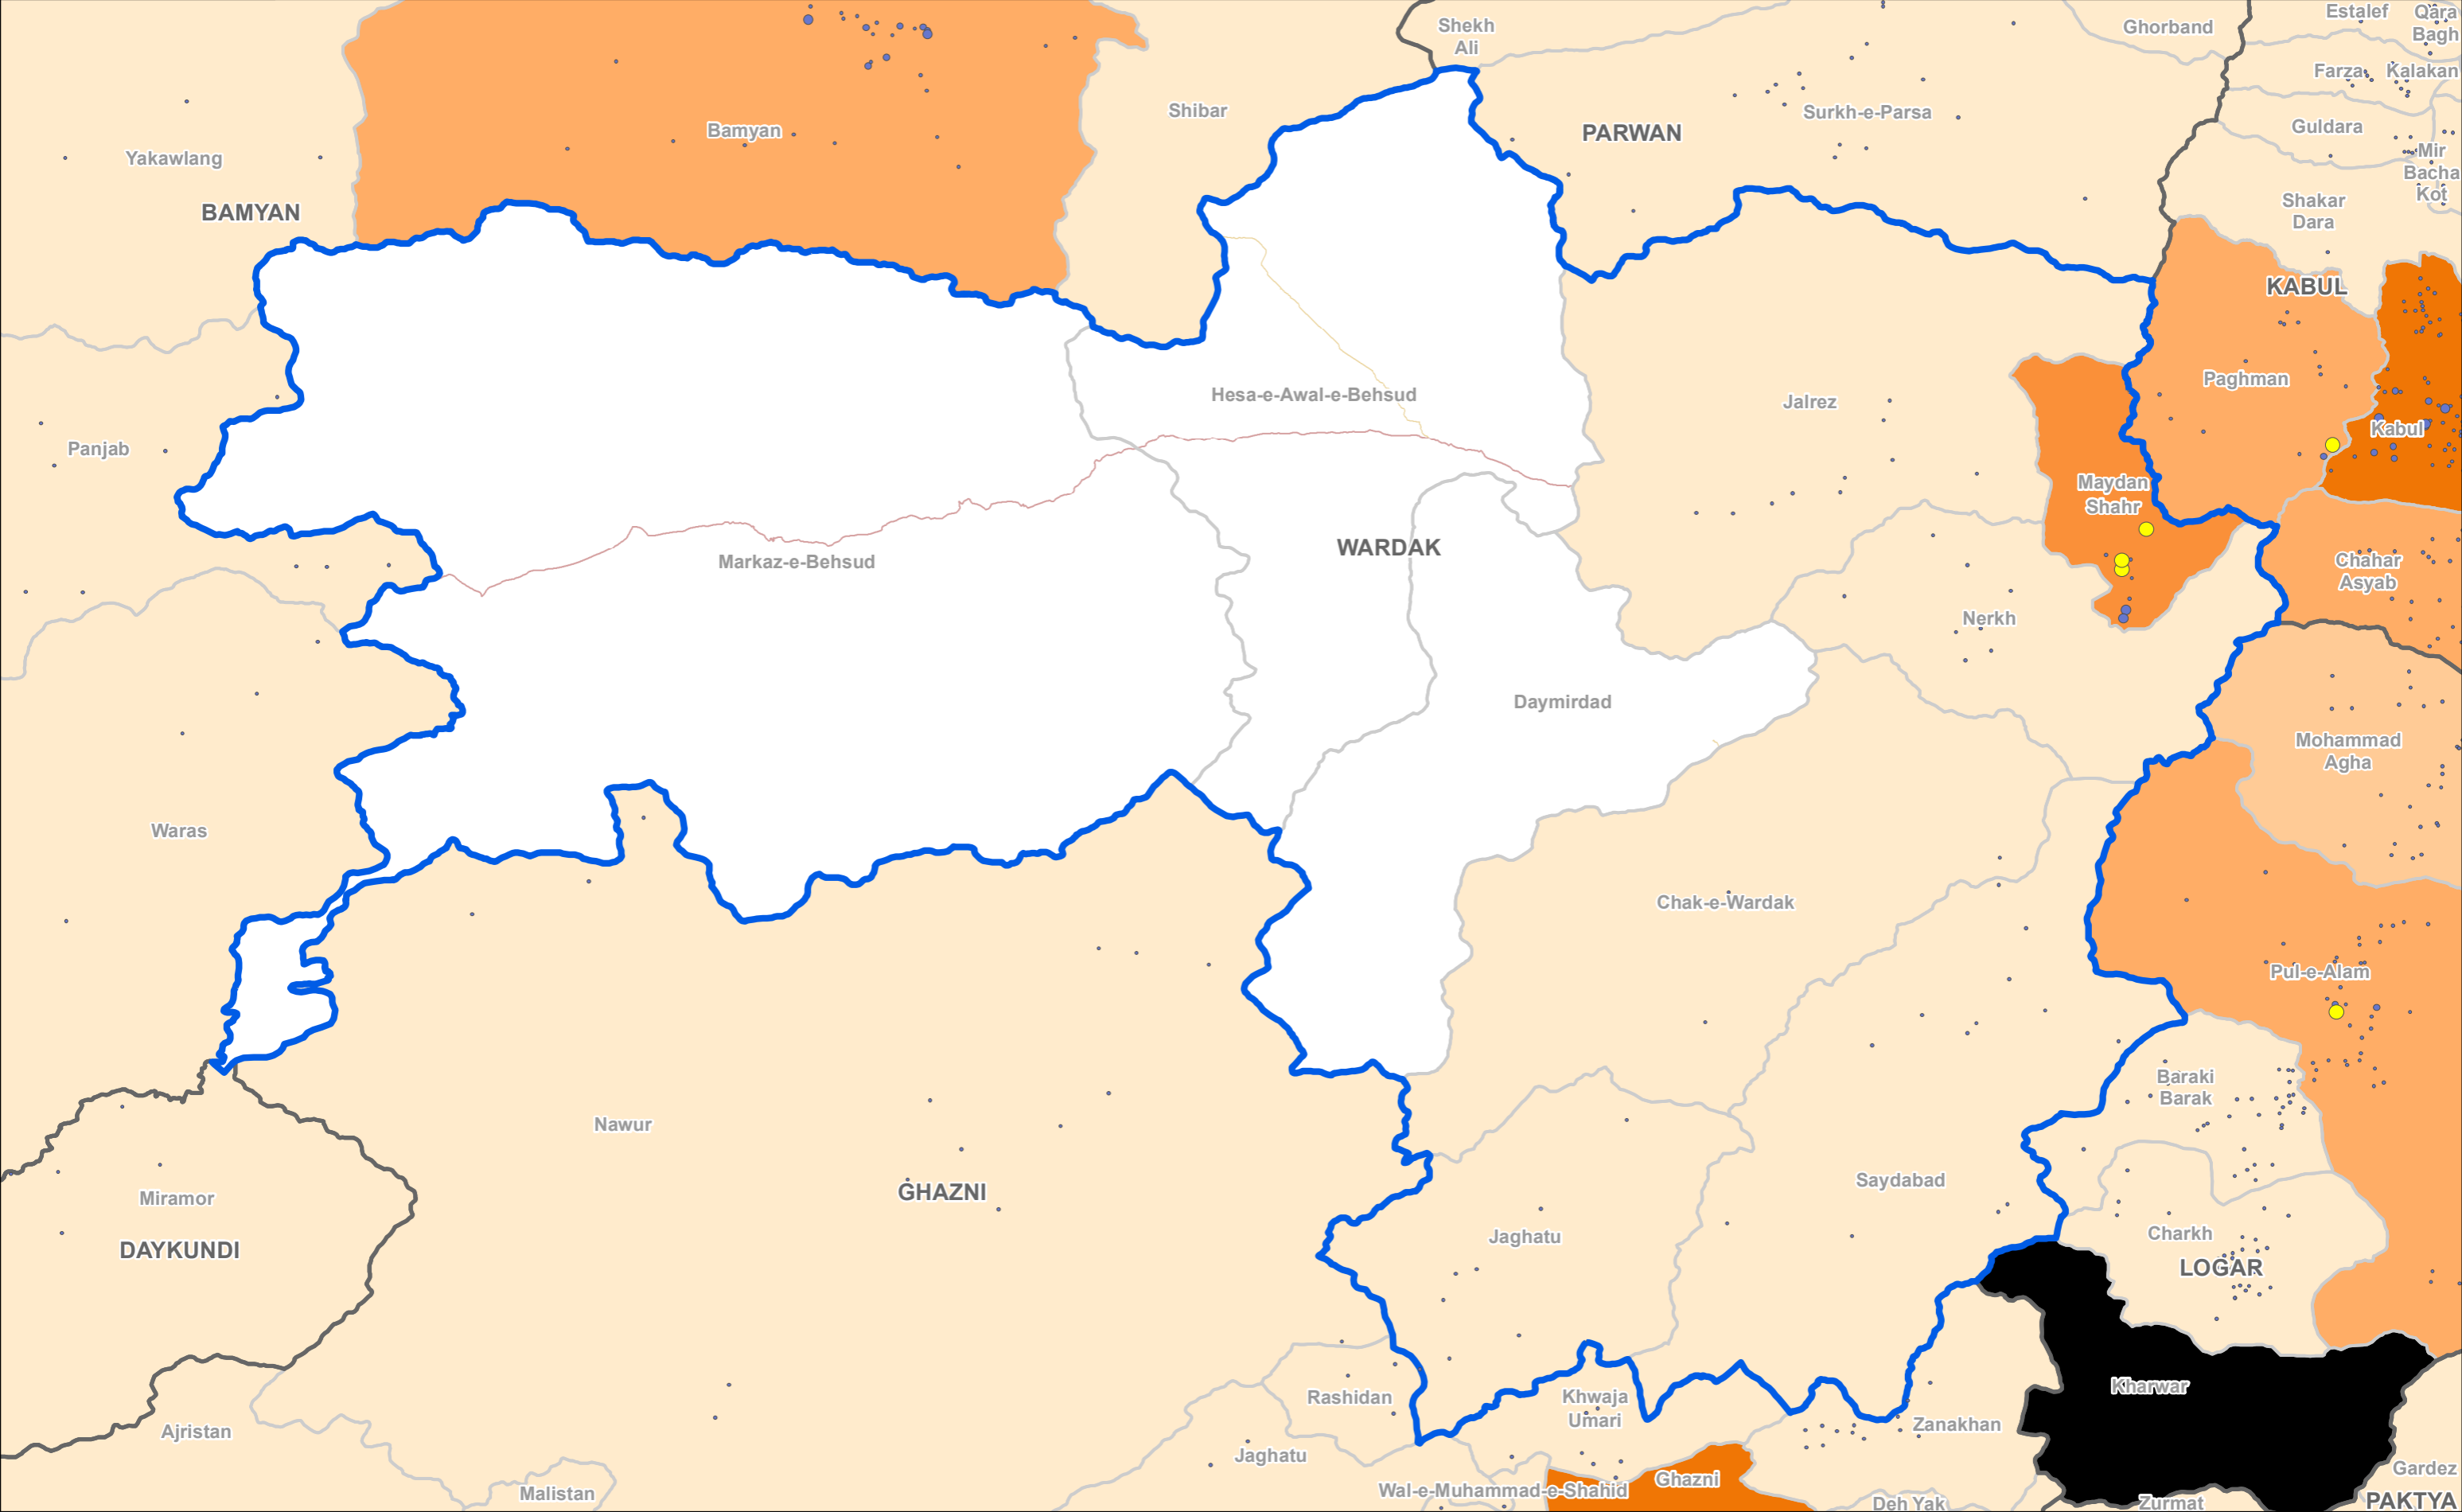 Shekh
Ali
Ghorband
Estalef
Qara
Bagh
Farza
Kalakan
Shibar
Surkh-e-Parsa
PARWAN
Guldara
Bamyan
Yakawlang
Mir
Bacha
Kot
BAMYAN
Shakar
Dara
KABUL
Paghman
Hesa-e-Awal-e-Behsud
Jalrez
Kabul
Panjab
Maydan
Shahr
WARDAK
Markaz-e-Behsud
Chahar
Asyab
Nerkh
Daymirdad
Mohammad
Agha
Waras
Chak-e-Wardak
Pul-e-Alam
Baraki
Barak
Nawur
GHAZNI
Saydabad
Miramor
DAYKUNDI
Jaghatu
Charkh
LOGAR
Kharwar
Rashidan
Khwaja
Umari
Zanakhan
Ajristan
Jaghatu
Malistan
Wal-e-Muhammad-e-Shahid
Ghazni
Deh Yak
Zurmat
Gardez
PAKTYA